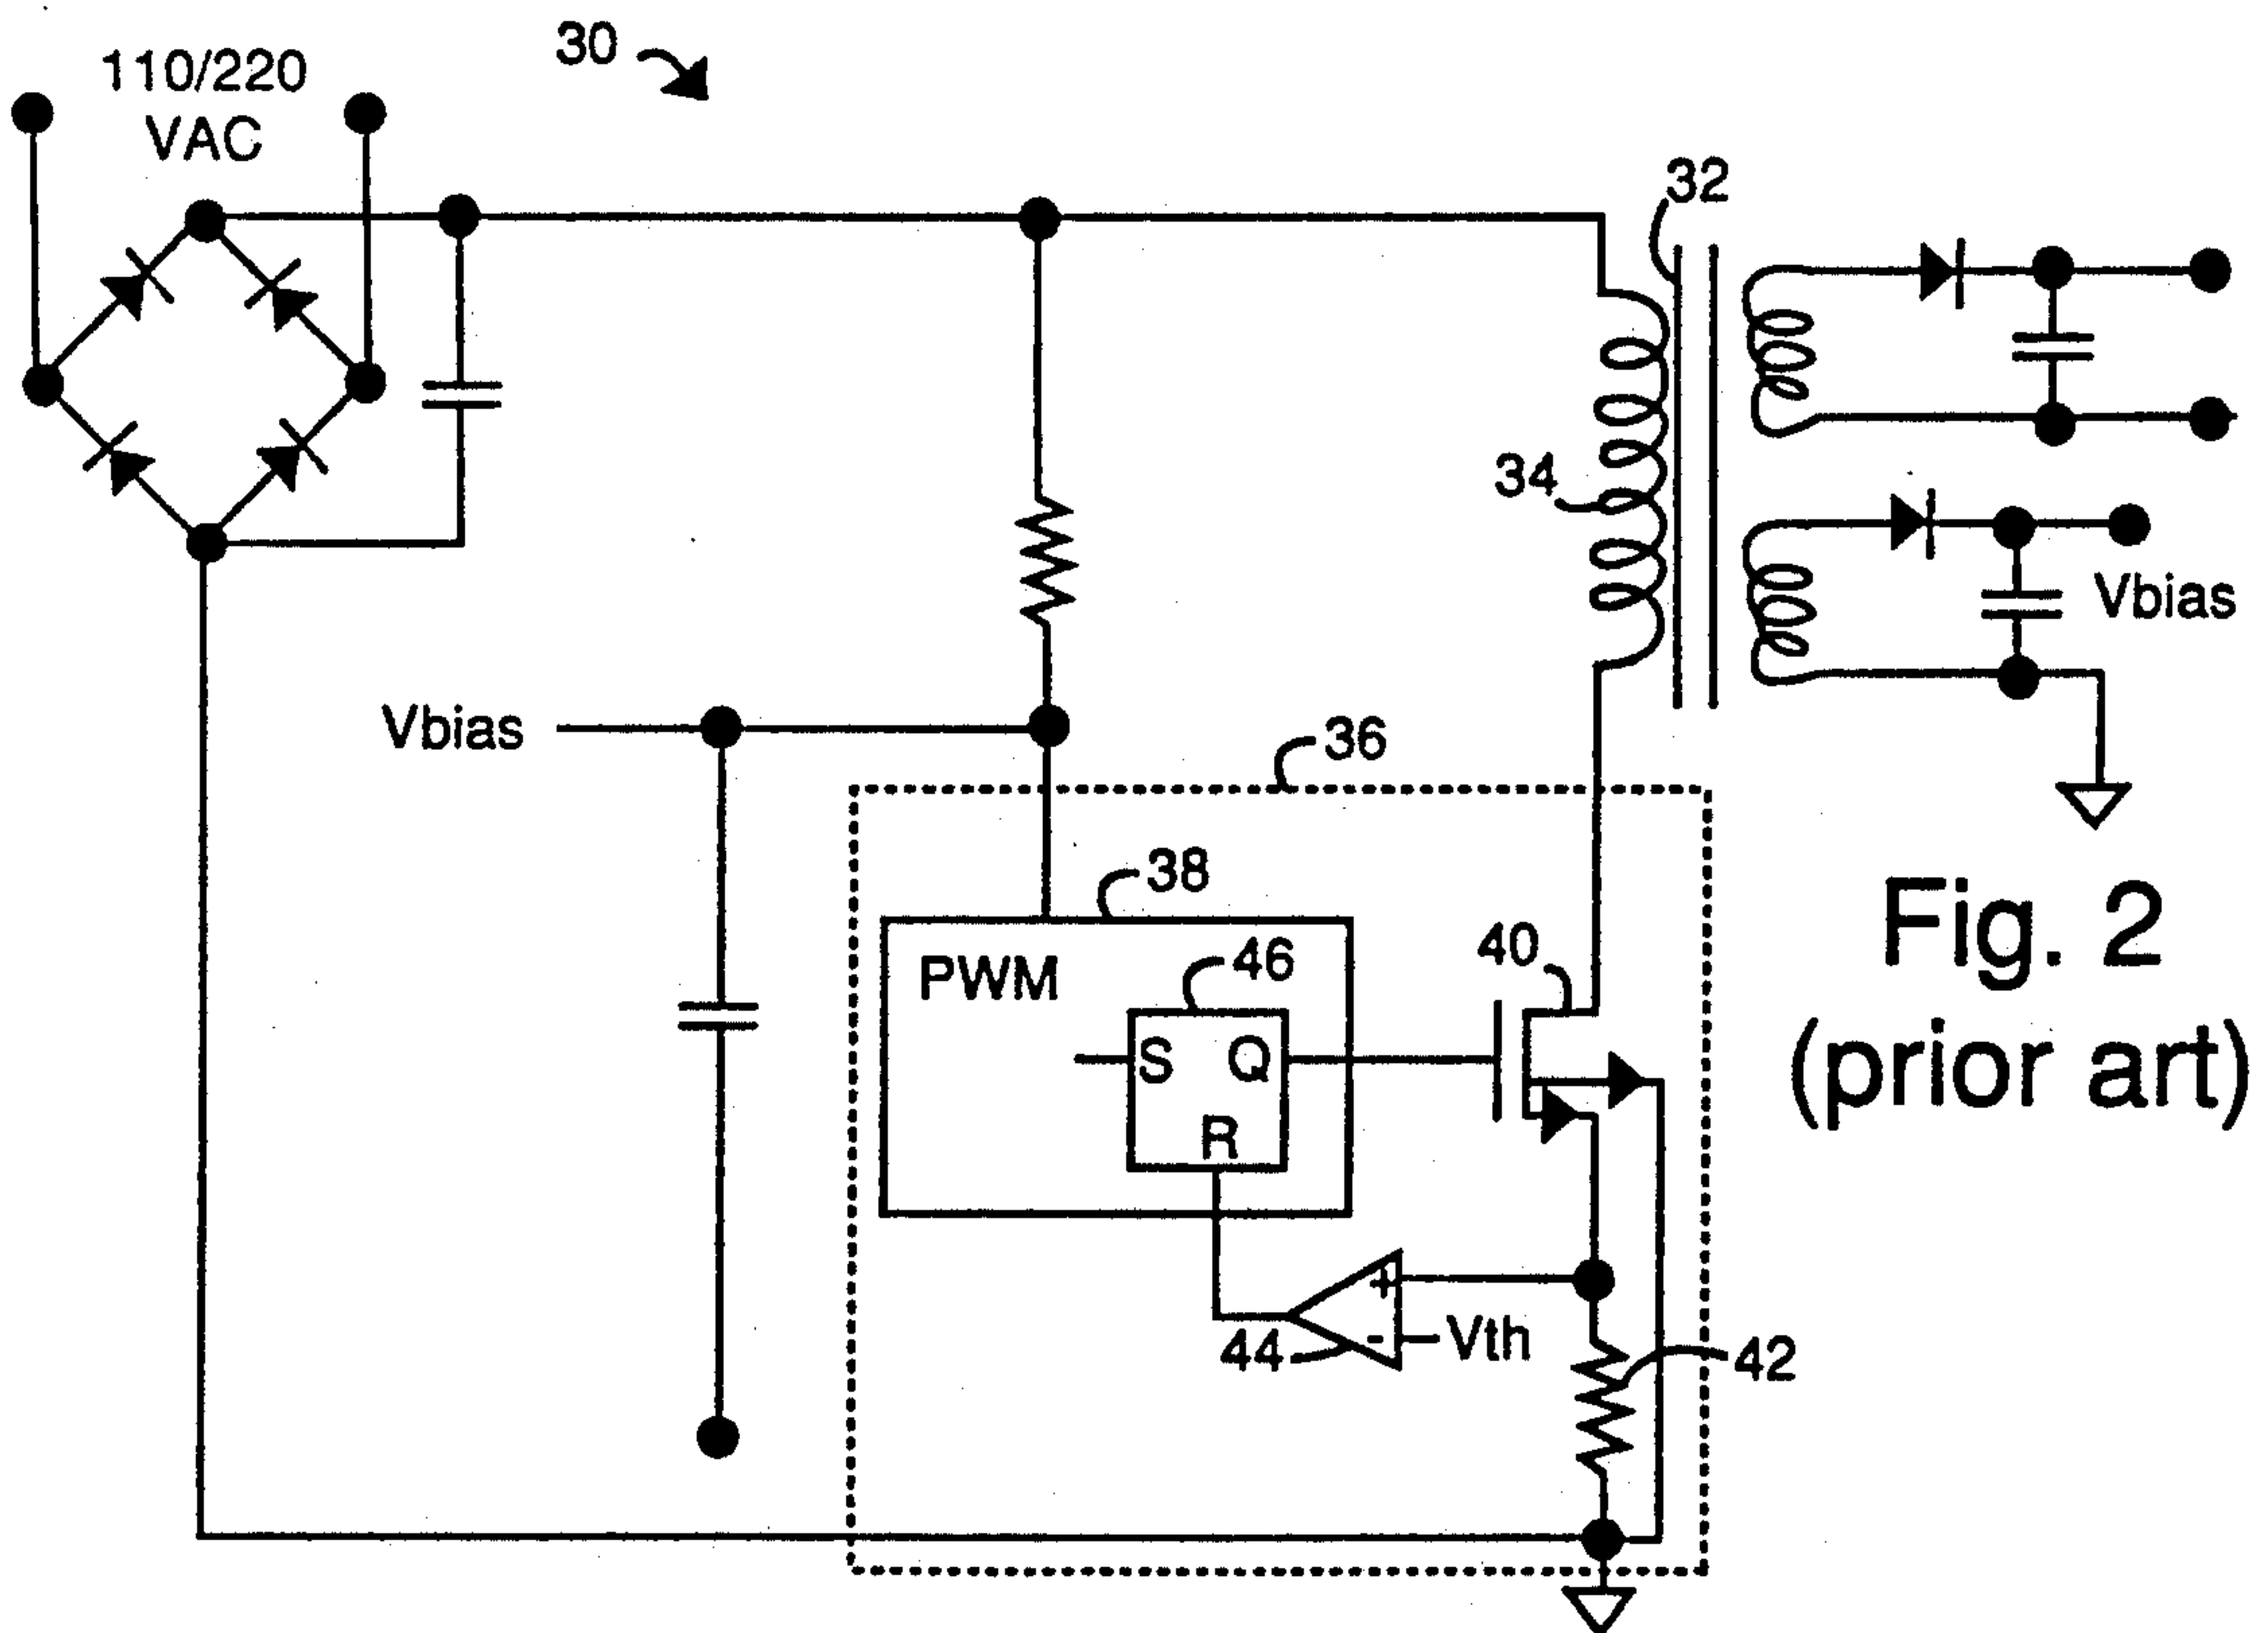 30
110/220
VAC
32
34
Vbias
Vbias
36
38
PWM
46
40
S
Q
R
+
-
Vth
44
42
Fig. 2
(prior art)